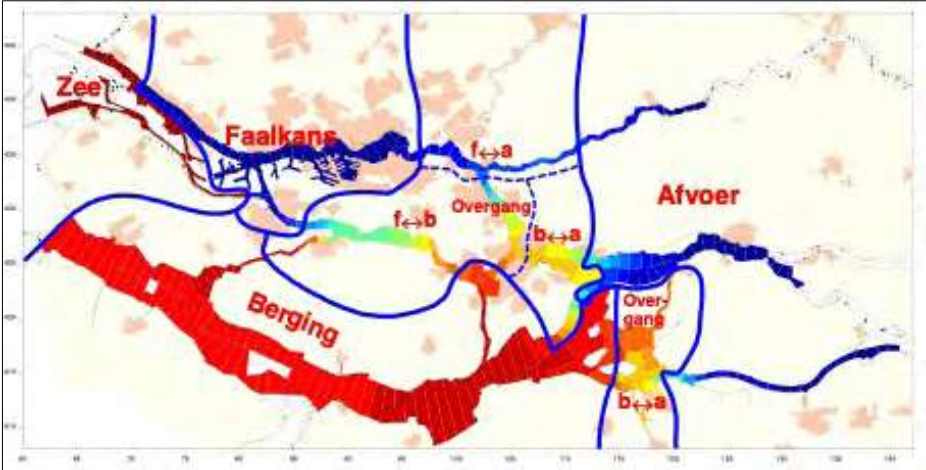 Zee
Faalkans
f↔a
Afvoer
Overgang
f↔b
b↔a
Berging
Over-
gang
b↔a